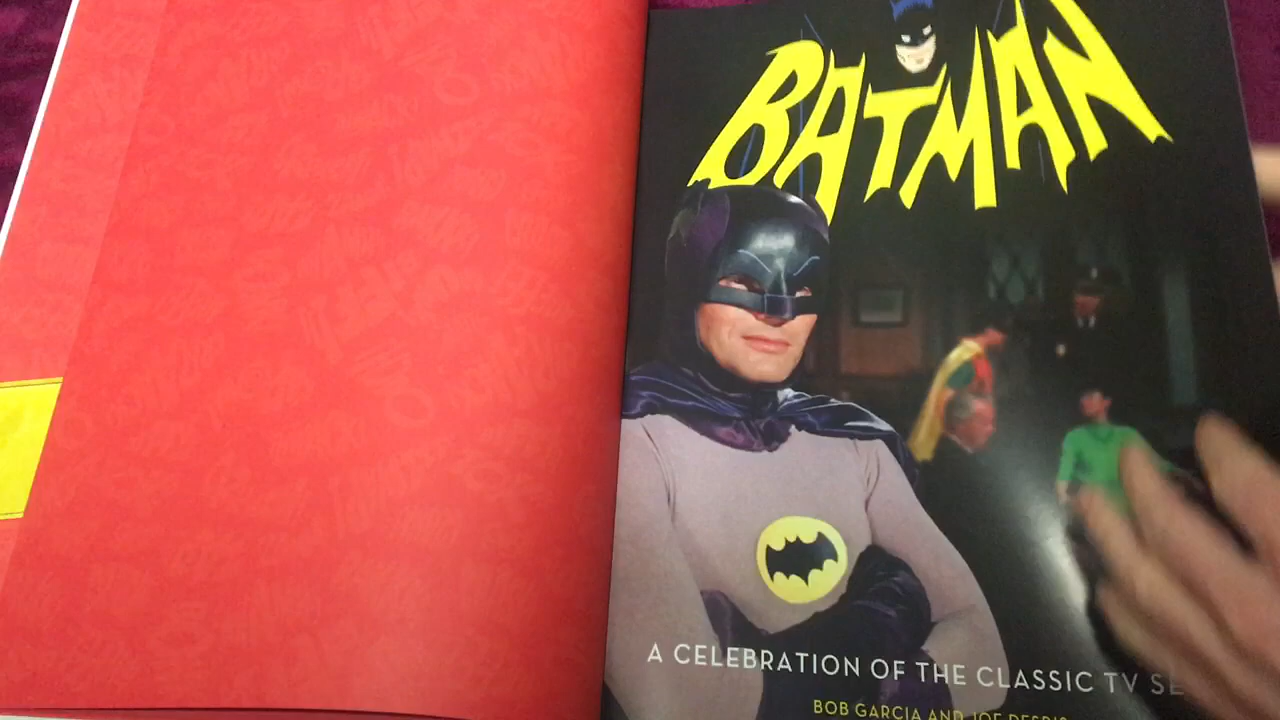 BATMAN
A CELEBRATION OF THE CLASSIC TV SE
BOB GARCIA AND JOE DESRIS